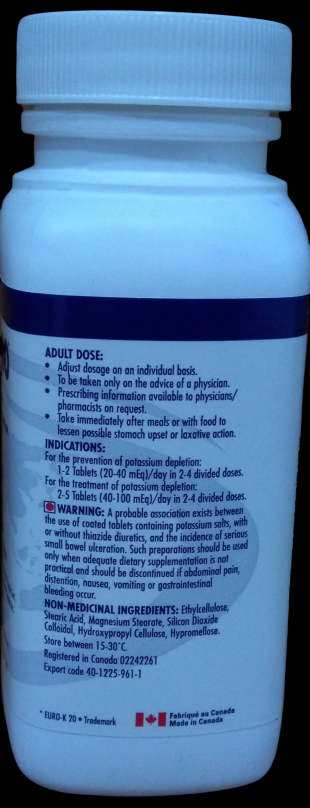 ADULT DOSE:
• Adjust dosage on an individual basis.
• To be taken only on the advice of a physician.
• Prescribing information available to physicians/
pharmacists on request.
• Take immediately after meals or with food to
lessen possible stomach upset or laxative action.
INDICATIONS:
For the prevention of potassium depletion:
1-2 Tablets (20-40 mEq)/day in 2-4 divided doses.
For the treatment of potassium depletion:
2-5 Tablets (40-100 mEq)/day in 2-4 divided doses.
WARNING: A probable association exists between
the use of coated tablets containing potassium salts, with
or without thiazide diuretics, and the incidence of serious
small bowel ulceration. Such preparations should be used
only when adequate dietary supplementation is not
practical and should be discontinued if abdominal pain,
distention, nausea, vomiting or gastrointestinal
bleeding occur.
NON-MEDICINAL INGREDIENTS: Ethylcellulose,
Stearic Acid, Magnesium Stearate, Silicon Dioxide
Colloidal, Hydroxypropyl Cellulose, Hypromellose.
Store between 15-30°C.
Registered in Canada 02242261
Export code 40-1225-961-1
* EURO-K 20 • Trademark
Fabriqué au Canada
Made in Canada